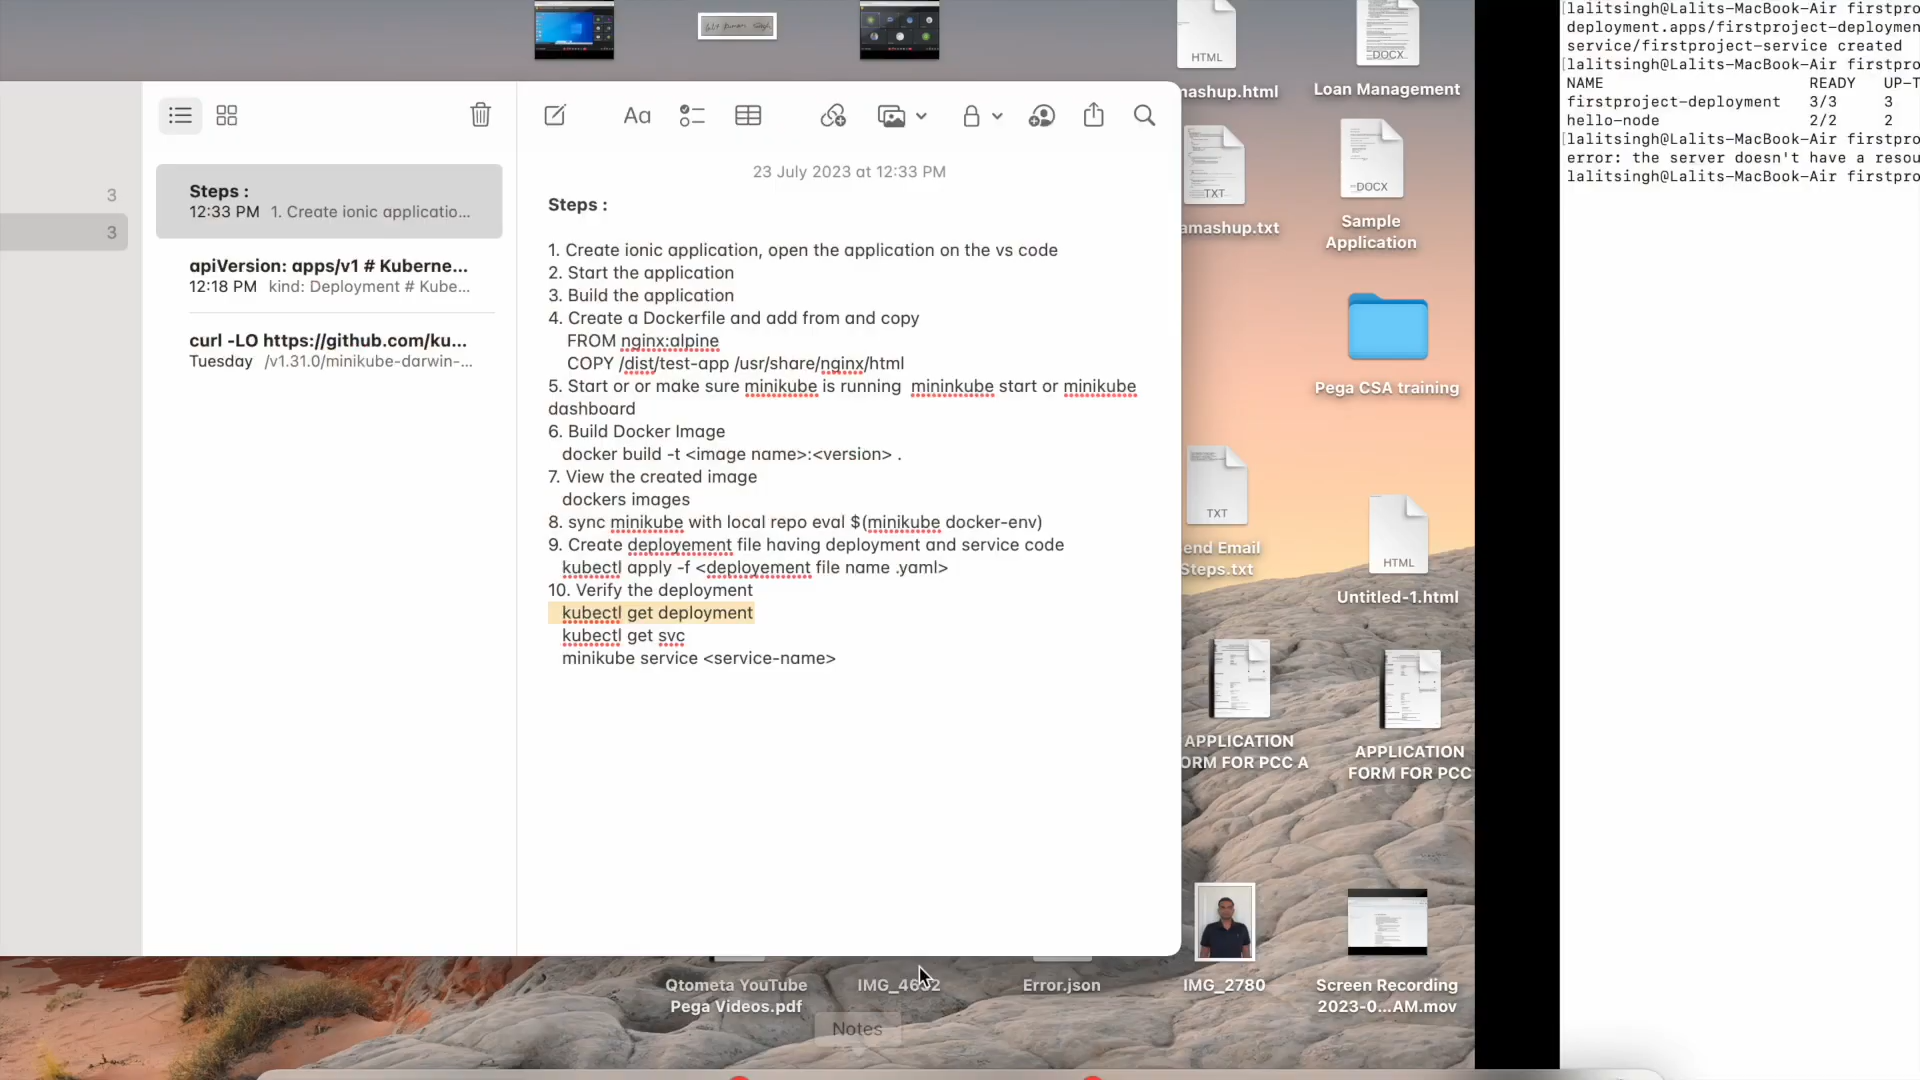 HTML
DOCX
mashup.html
Loan Management
TXT
DOCX
amashup.txt
Sample
Application
Pega CSA training
TXT
end Email
Steps.txt
HTML
Untitled-1.html
APPLICATION
ORM FOR PCC A
APPLICATION
FORM FOR PCC
Qtometa YouTube
Pega Videos.pdf
Error.json
IMG_2780
Screen Recording
2023-0...AM.mov
Notes
3
3
Steps :
12:33 PM 1. Create ionic applicatio...
apiVersion: apps/v1 # Kuberne...
12:18 PM kind: Deployment # Kube...
curl -LO https://github.com/ku...
Tuesday /v1.31.0/minikube-darwin-...
Aa
23 July 2023 at 12:33 PM
Steps :
1. Create ionic application, open the application on the vs code
2. Start the application
3. Build the application
4. Create a Dockerfile and add from and copy
FROM nginx:alpine
COPY /dist/test-app /usr/share/nginx/html
5. Start or or make sure minikube is running mininkube start or minikube
dashboard
6. Build Docker Image
docker build -t <image name>:<version> .
7. View the created image
dockers images
8. sync minikube with local repo eval $(minikube docker-env)
9. Create deployement file having deployment and service code
kubectl apply -f <deployement file name .yaml>
10. Verify the deployment
kubectl get deployment
kubectl get svc
minikube service <service-name>
[lalitsingh@Lalits-MacBook-Air firstpro
deployment.apps/firstproject-deploymen
service/firstproject-service created
[lalitsingh@Lalits-MacBook-Air firstpro
NAME READY UP-T
firstproject-deployment 3/3 3
hello-node 2/2 2
[lalitsingh@Lalits-MacBook-Air firstpro
error: the server doesn't have a resou
lalitsingh@Lalits-MacBook-Air firstpro